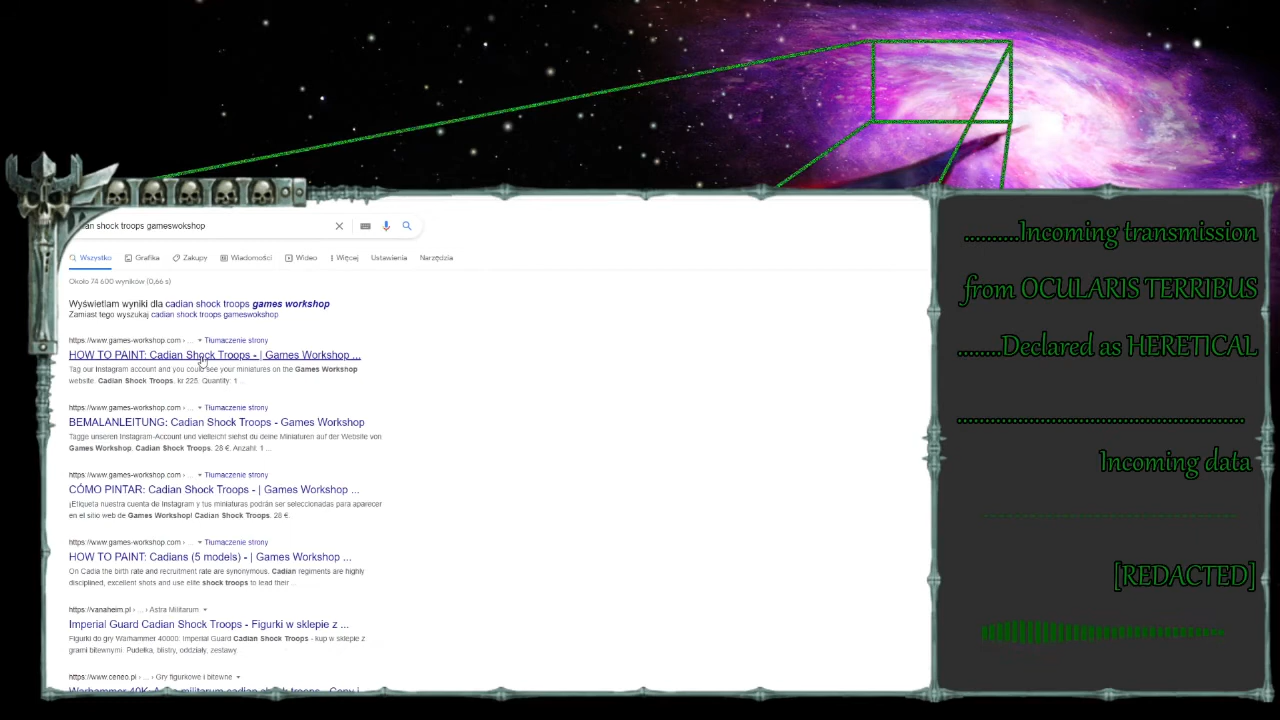 an shock troops gameswokshop
Wszystko Grafika Zakupy Wiadomości Wideo Więcej Ustawienia Narzędzia
Około 74 600 wyników (0,66 s)
Wyświetlam wyniki dla cadian shock troops games workshop
Zamiast tego wyszukaj cadian shock troops gameswokshop
https://www.games-workshop.com › ... Tłumaczenie strony
HOW TO PAINT: Cadian Shock Troops - | Games Workshop ...
Tag our Instagram account and you could see your miniatures on the Games Workshop
website. Cadian Shock Troops. kr 225. Quantity: 1 ...
https://www.games-workshop.com › ... Tłumaczenie strony
BEMALANLEITUNG: Cadian Shock Troops - Games Workshop
Tagge unseren Instagram-Account und vielleicht siehst du deine Miniaturen auf der Website von
Games Workshop. Cadian Shock Troops. 28 €. Anzahl: 1 ...
https://www.games-workshop.com › ... Tłumaczenie strony
CÓMO PINTAR: Cadian Shock Troops - | Games Workshop ...
¡Etiqueta nuestra cuenta de Instagram y tus miniaturas podrán ser seleccionadas para aparecer
en el sitio web de Games Workshop! Cadian Shock Troops. 28 €.
https://www.games-workshop.com › ... Tłumaczenie strony
HOW TO PAINT: Cadians (5 models) - | Games Workshop ...
On Cadia the birth rate and recruitment rate are synonymous. Cadian regiments are highly
disciplined, excellent shots and use elite shock troops to lead their ...
https://vanaheim.pl › ... › Astra Militarum
Imperial Guard Cadian Shock Troops - Figurki w sklepie z ...
Figurki do gry Warhammer 40000: Imperial Guard Cadian Shock Troops - kup w sklepie z
grami bitewnymi. Pudełka, blistry, oddziały, zestawy
https://www.ceneo.pl › ... › Gry figurkowe i bitewne
Warhammer 40K: Astra militarum cadian shock troops - Ceny i
..........Incoming transmission
from OCULARIS TERRIBUS
........Declared as HERETICAL
....................................................
Incoming data
[REDACTED]